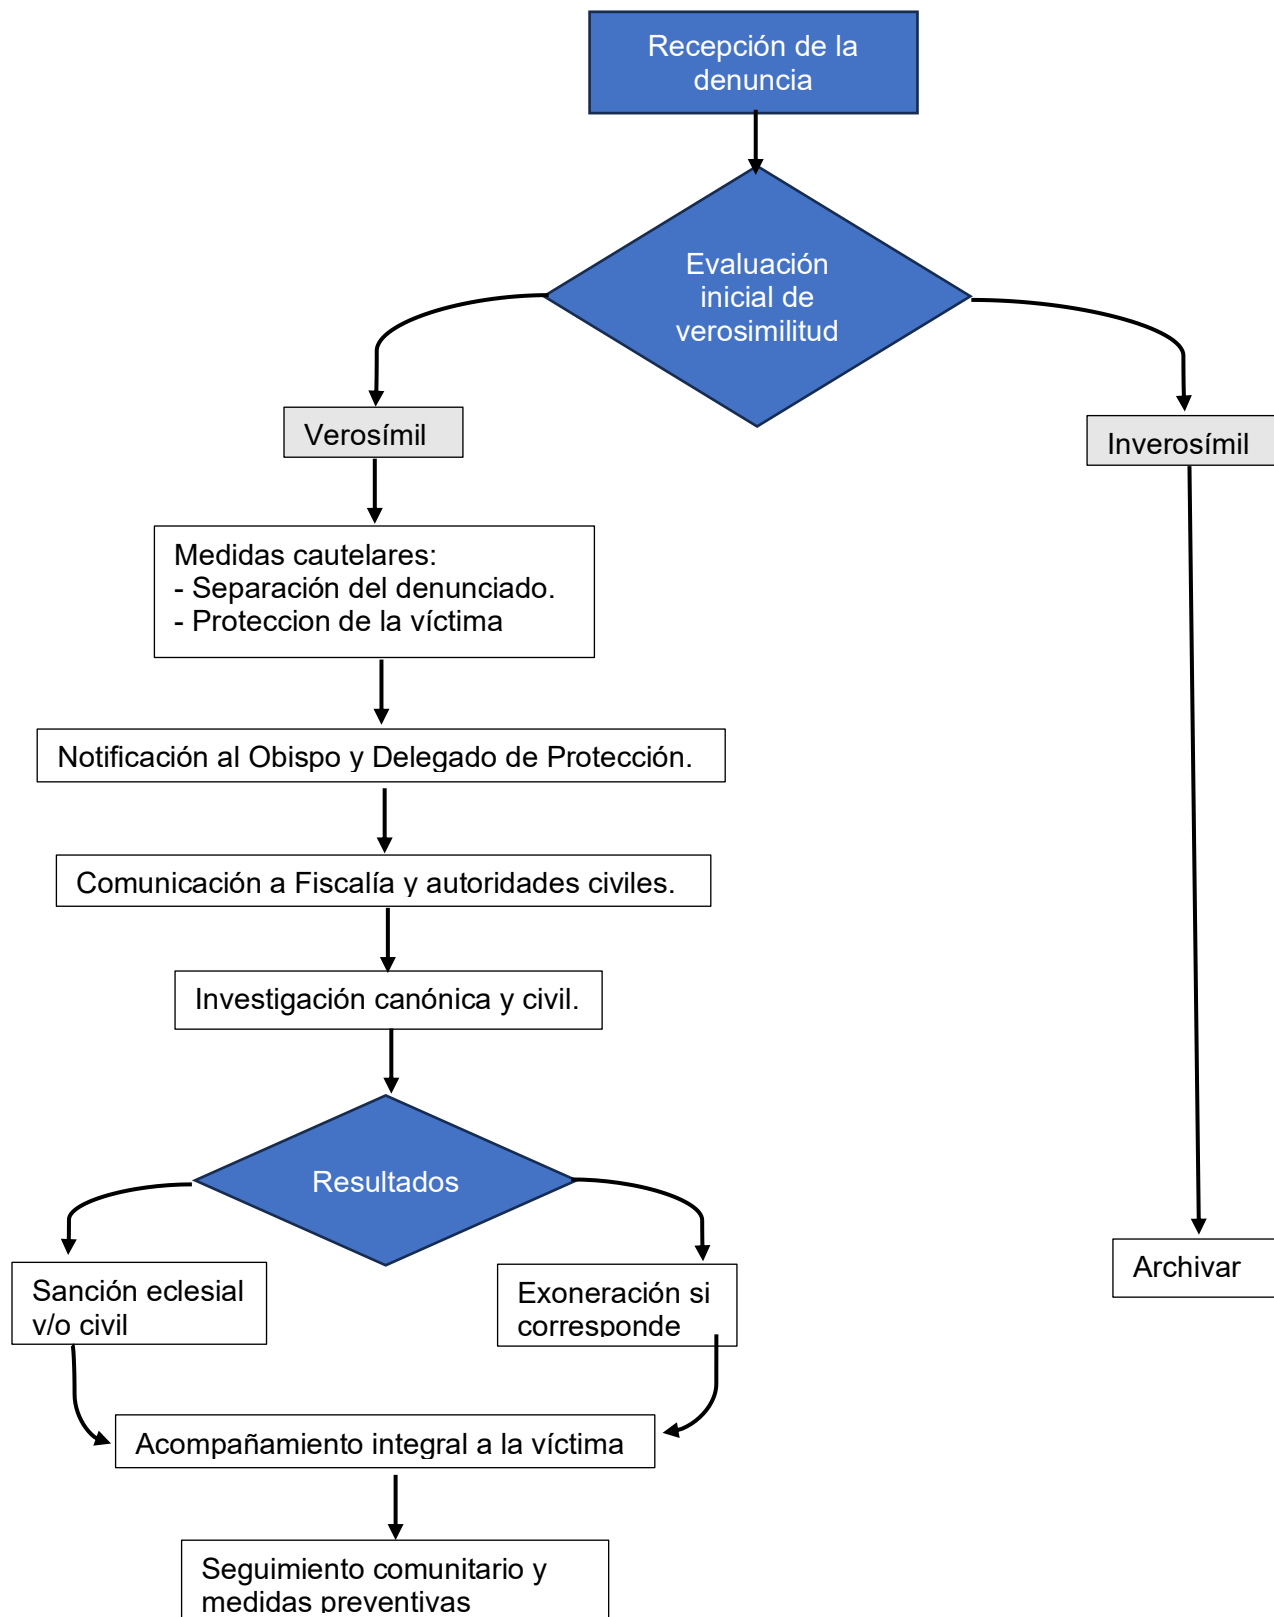 Recepción de la
denuncia
Evaluación
inicial de
verosimilitud
Verosímil
Inverosímil
Medidas cautelares:
- Separación del denunciado.
- Proteccion de la víctima
Notificación al Obispo y Delegado de Protección.
Comunicación a Fiscalía y autoridades civiles.
Investigación canónica y civil.
Resultados
Sanción eclesial
y/o civil
Exoneración si
corresponde
Archivar
Acompañamiento integral a la víctima
Seguimiento comunitario y
medidas preventivas